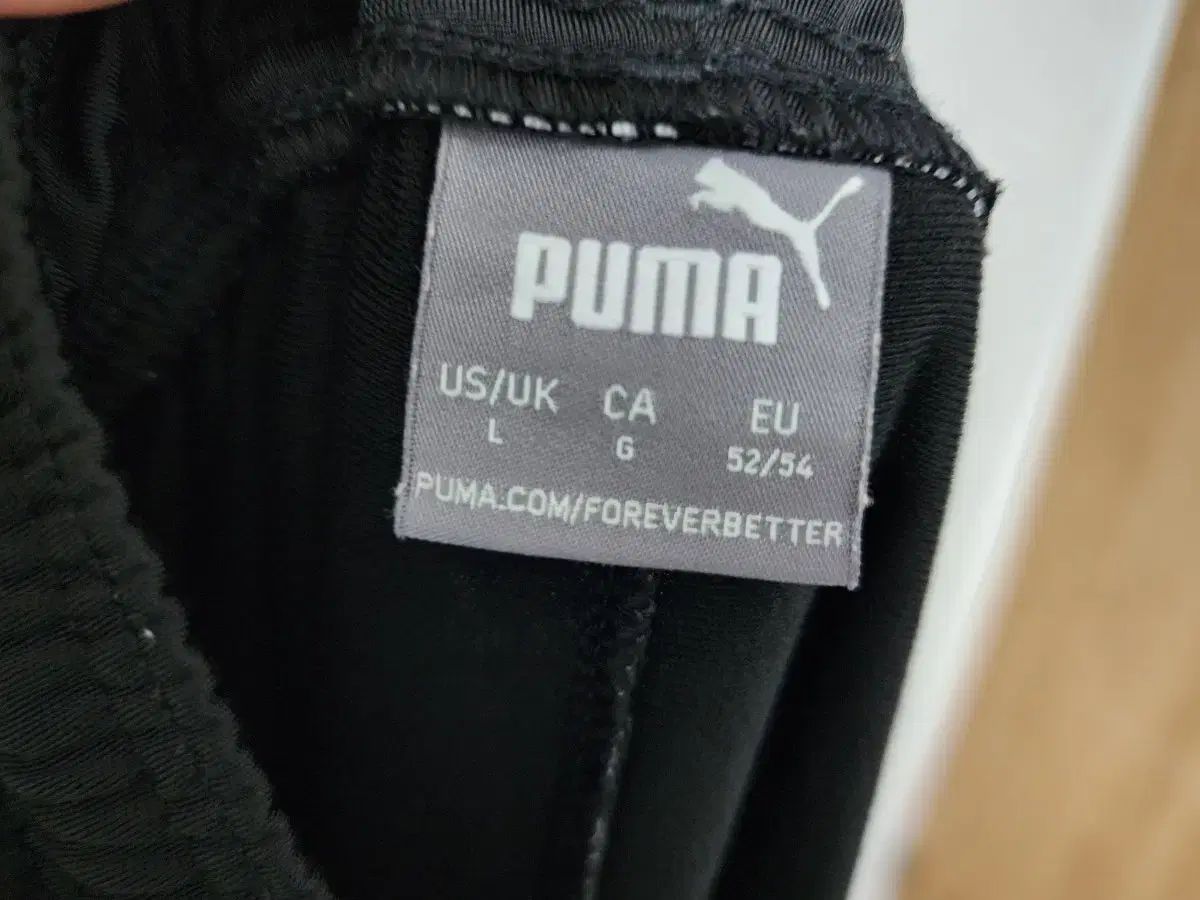 PUMA
US/UK CA EU
L G 52/54
PUMA.COM/FOREVERBETTER